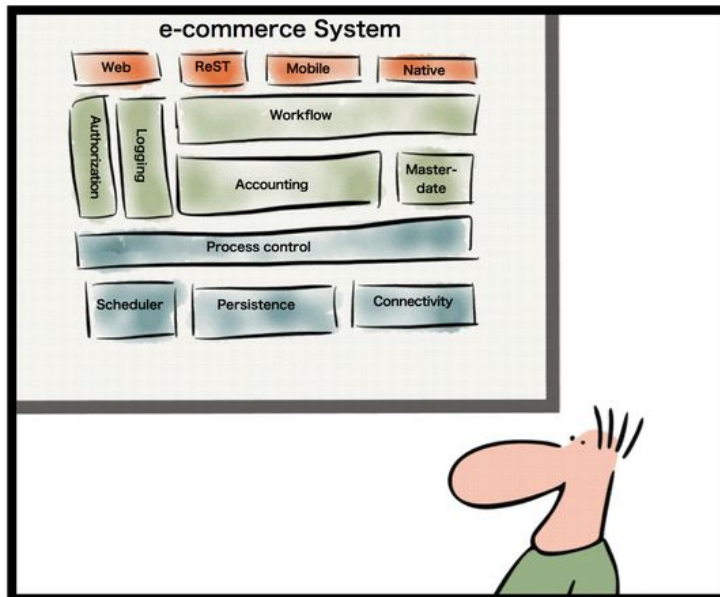 e-commerce System
Web
ReST
Mobile
Native
Authorization
Logging
Workflow
Accounting
Master-
date
Process control
Scheduler
Persistence
Connectivity